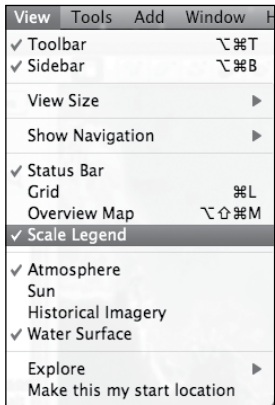 View Tools Add Window H
✓ Toolbar ⌥⌘T
✓ Sidebar ⌥⌘B
View Size ▶
Show Navigation ▶
✓ Status Bar
Grid ⌘L
Overview Map ⌥⇧⌘M
✓ Scale Legend
✓ Atmosphere
Sun
Historical Imagery
✓ Water Surface
Explore ▶
Make this my start location